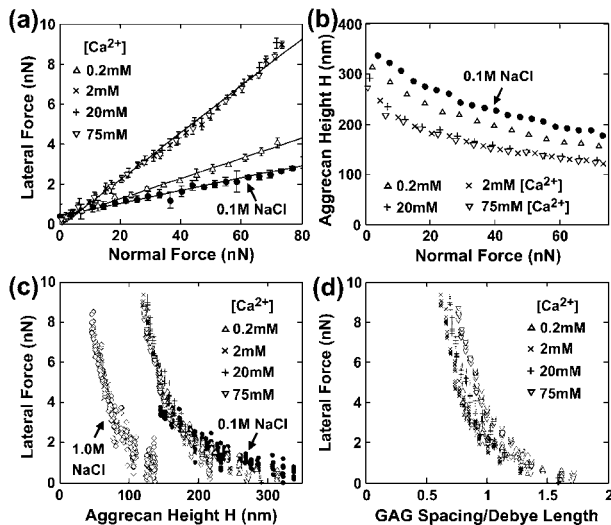 (a)
Lateral Force (nN)
10
8
6
4
2
0
[Ca²⁺]
△ 0.2mM
× 2mM
+ 20mM
▽ 75mM
0.1M NaCl
0 20 40 60 80
Normal Force (nN)
(b)
Aggrecan Height H (nm)
400
300
200
100
0
0.1M NaCl
△ 0.2mM × 2mM [Ca²⁺]
+ 20mM ▽ 75mM [Ca²⁺]
0 20 40 60
Normal Force (nN)
(c)
Lateral Force (nN)
10
8
6
4
2
0
[Ca²⁺]
△ 0.2mM
× 2mM
+ 20mM
▽ 75mM
0.1M NaCl
1.0M
NaCl
0 100 200 300
Aggrecan Height H (nm)
(d)
Lateral Force (nN)
10
8
6
4
2
0
[Ca²⁺]
△ 0.2mM
× 2mM
+ 20mM
▽ 75mM
0 0.5 1 1.5 2
GAG Spacing/Debye Length